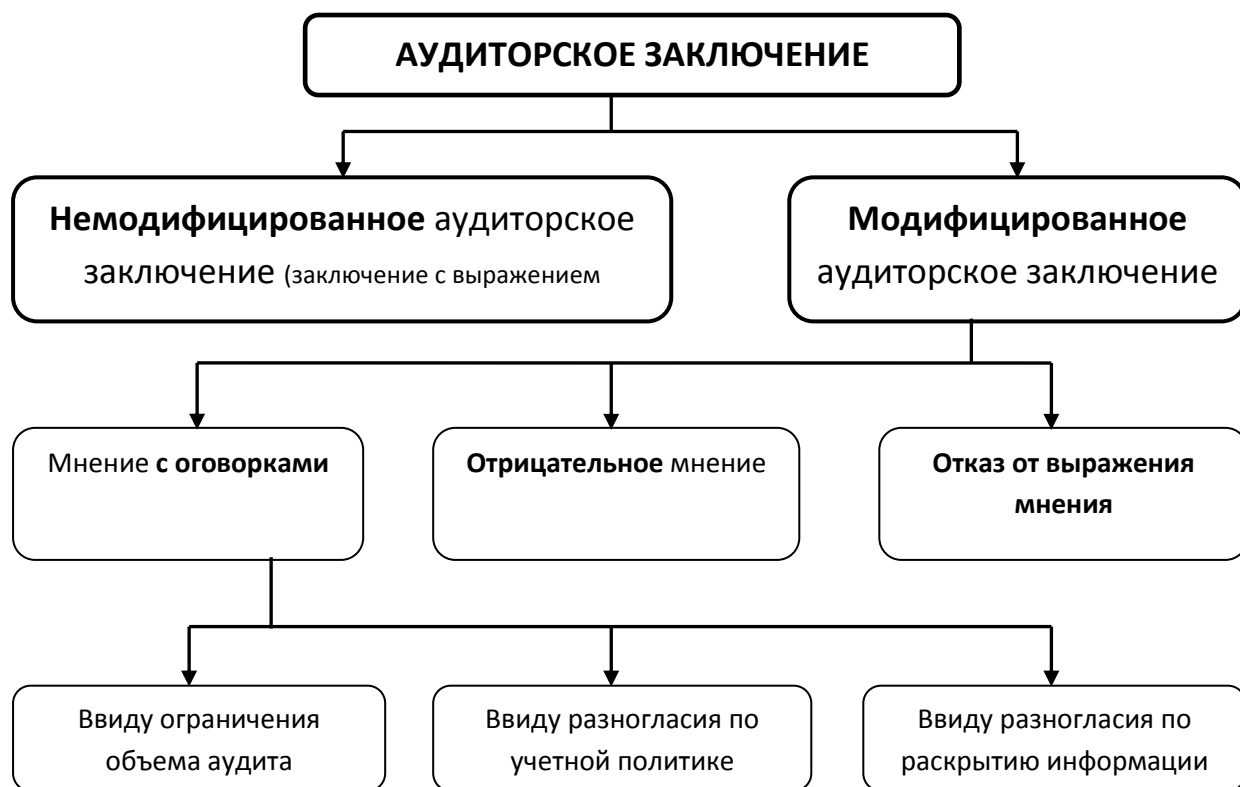 АУДИТОРСКОЕ ЗАКЛЮЧЕНИЕ
Немодифицированное аудиторское
заключение (заключение с выражением
Модифицированное
аудиторское заключение
Мнение с оговорками
Отрицательное мнение
Отказ от выражения
мнения
Ввиду ограничения
объема аудита
Ввиду разногласия по
учетной политике
Ввиду разногласия по
раскрытию информации